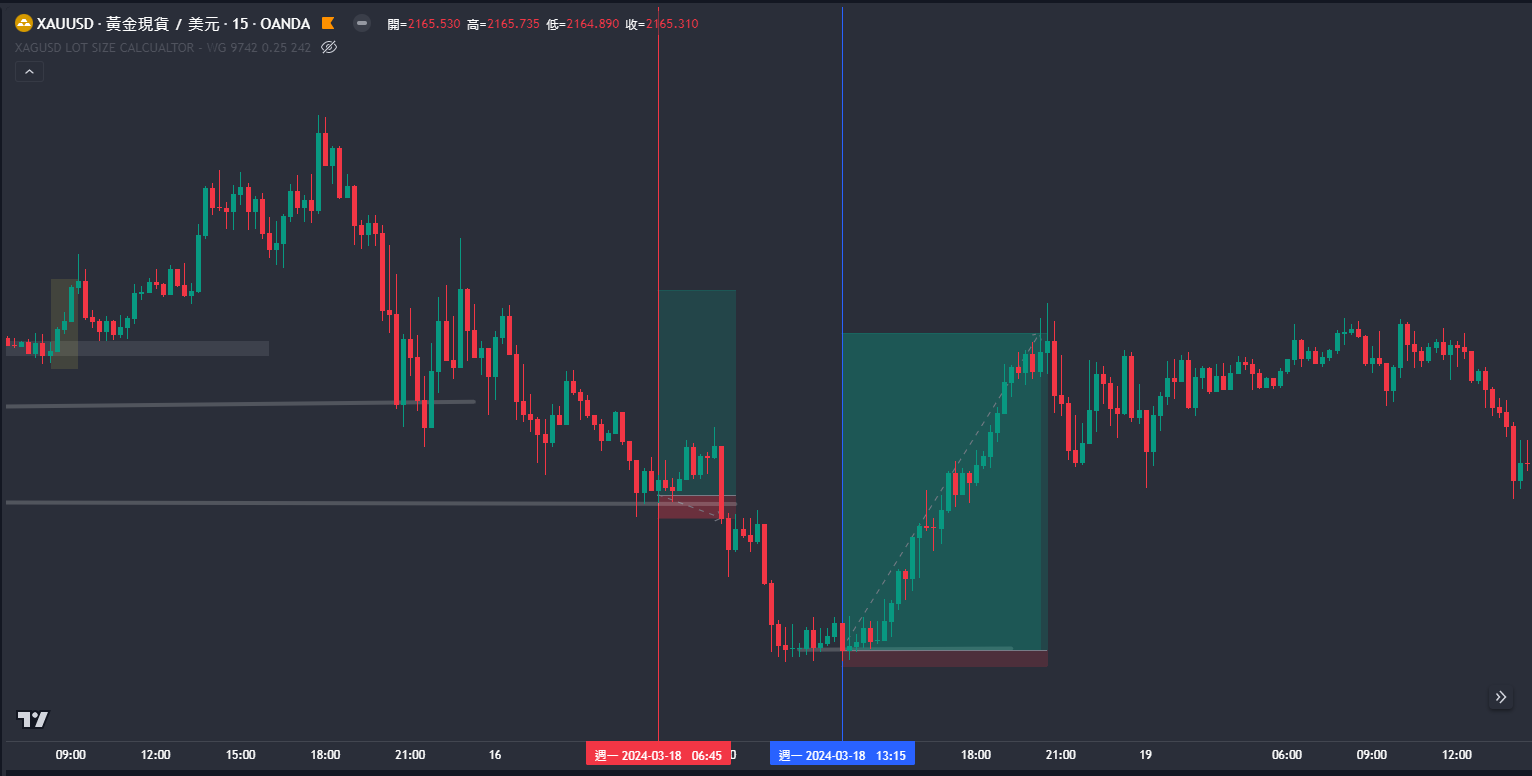 XAUUSD · 黃金現貨 / 美元 · 15 · OANDA 開=2165.530 高=2165.735 低=2164.890 收=2165.310
XAGUSD LOT SIZE CALCUALTOR - WG 9742 0.25 242
09:00 12:00 15:00 18:00 21:00 16 週一 2024-03-18 06:45 週一 2024-03-18 13:15 18:00 21:00 19 06:00 09:00 12:00